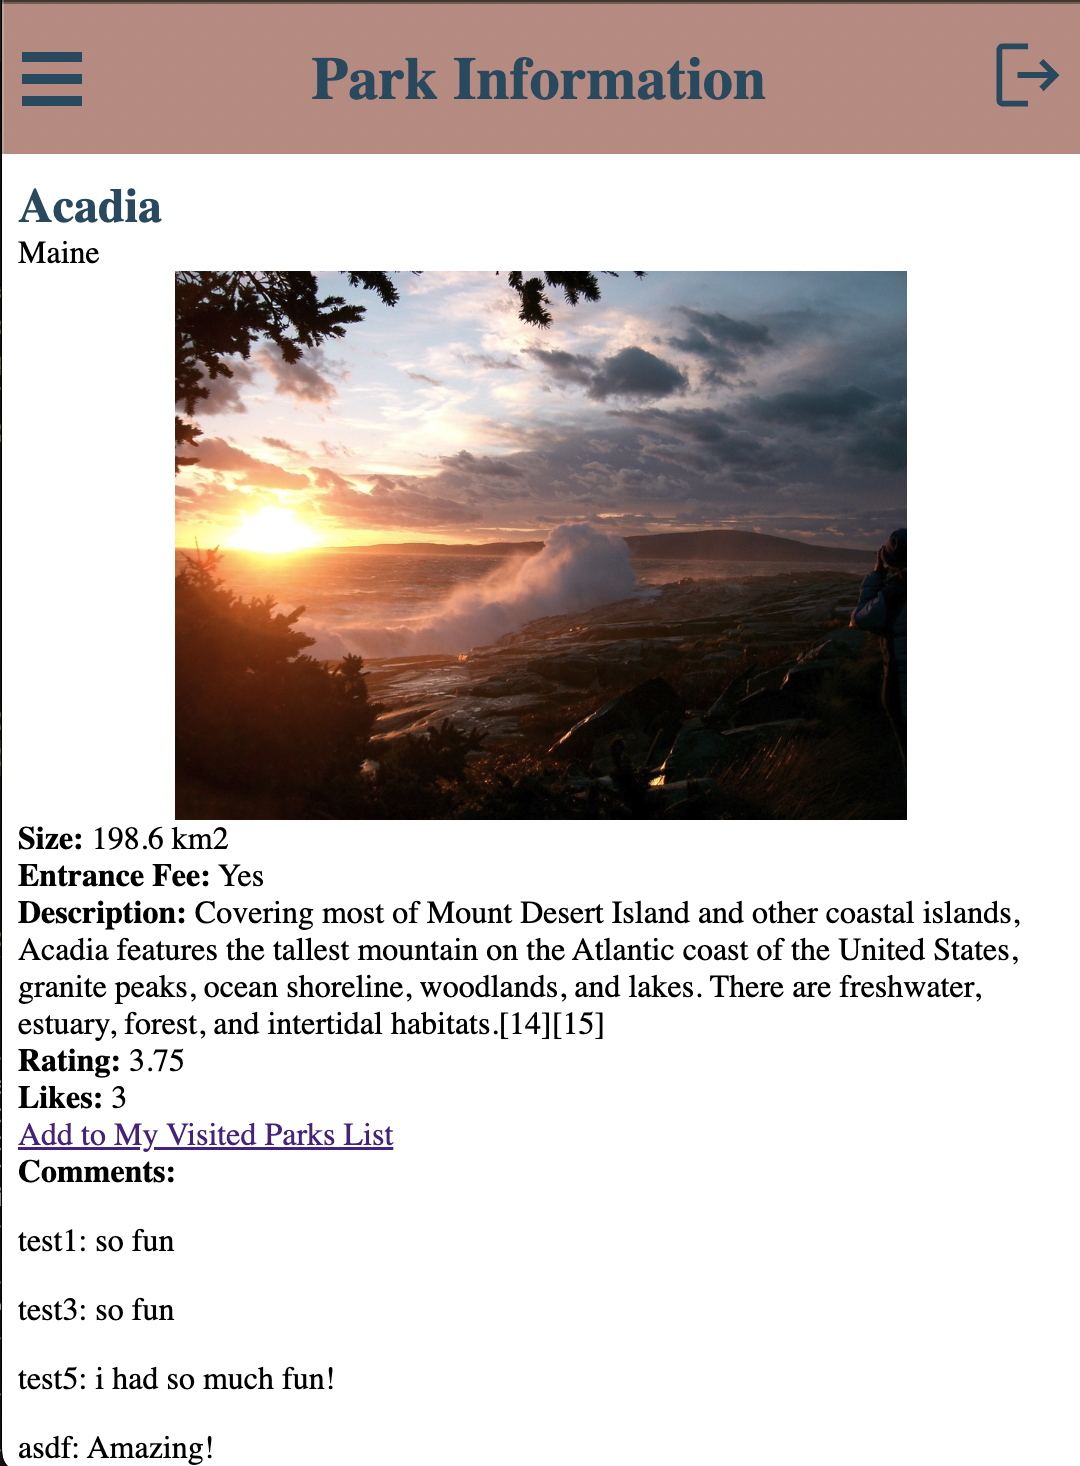 Park Information
Acadia
Maine
Size: 198.6 km2
Entrance Fee: Yes
Description: Covering most of Mount Desert Island and other coastal islands,
Acadia features the tallest mountain on the Atlantic coast of the United States,
granite peaks, ocean shoreline, woodlands, and lakes. There are freshwater,
estuary, forest, and intertidal habitats.[14][15]
Rating: 3.75
Likes: 3
Add to My Visited Parks List
Comments:
test1: so fun
test3: so fun
test5: i had so much fun!
asdf: Amazing!